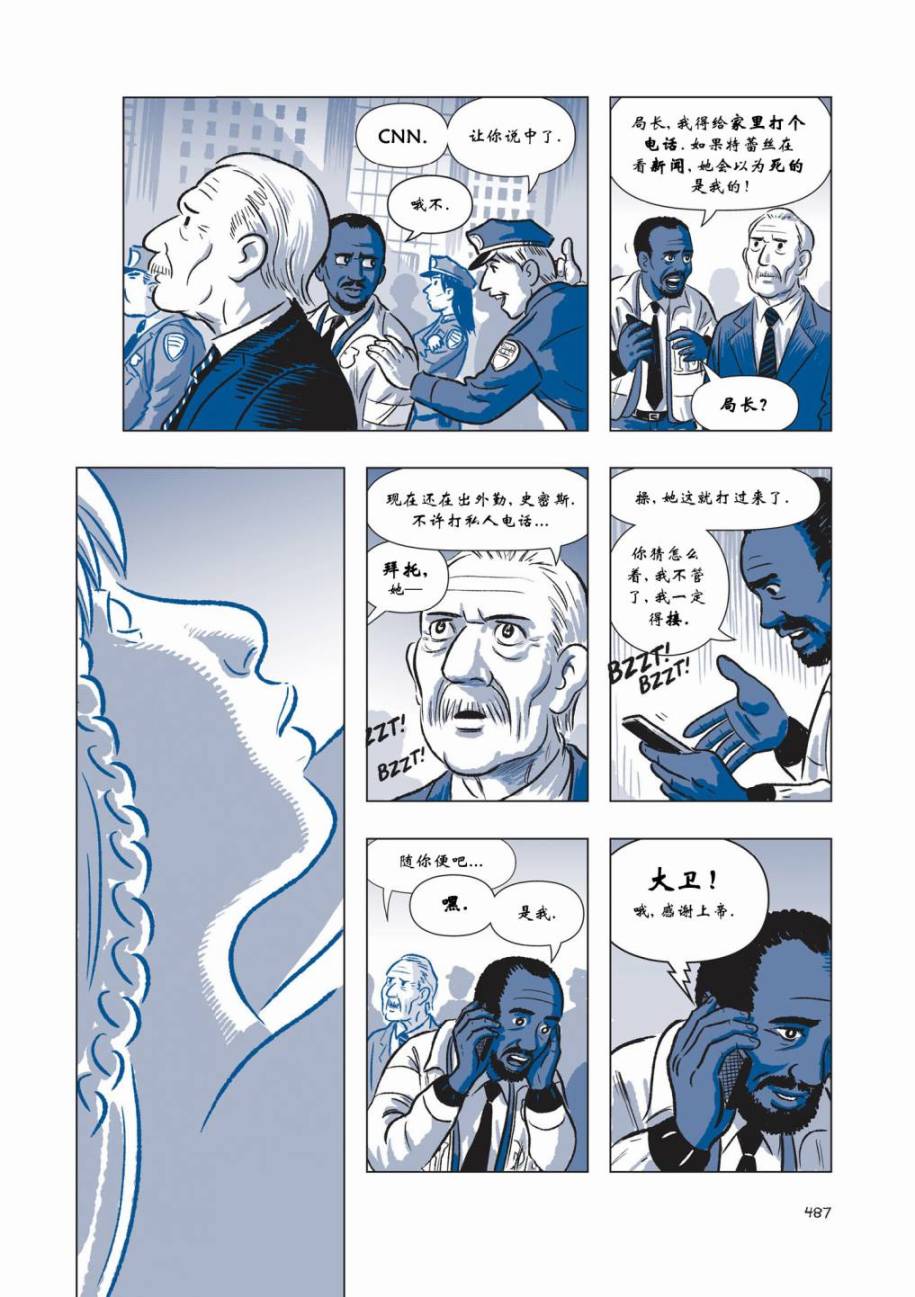 CNN.
让你说中了.
哦不.
局长, 我得给家里打个
电话. 如果特蕾丝在
看新闻, 她会以为死的
是我的!
局长?
现在还在出外勤, 史密斯.
不许打私人电话...
拜托,
她—
ZZT!
BZZT!
操, 她这就打过来了.
你猜怎么
着, 我不管
了, 我一定
得接.
BZZT!
BZZT!
随你便吧...
嘿.
是我.
大卫!
哦, 感谢上帝.
487